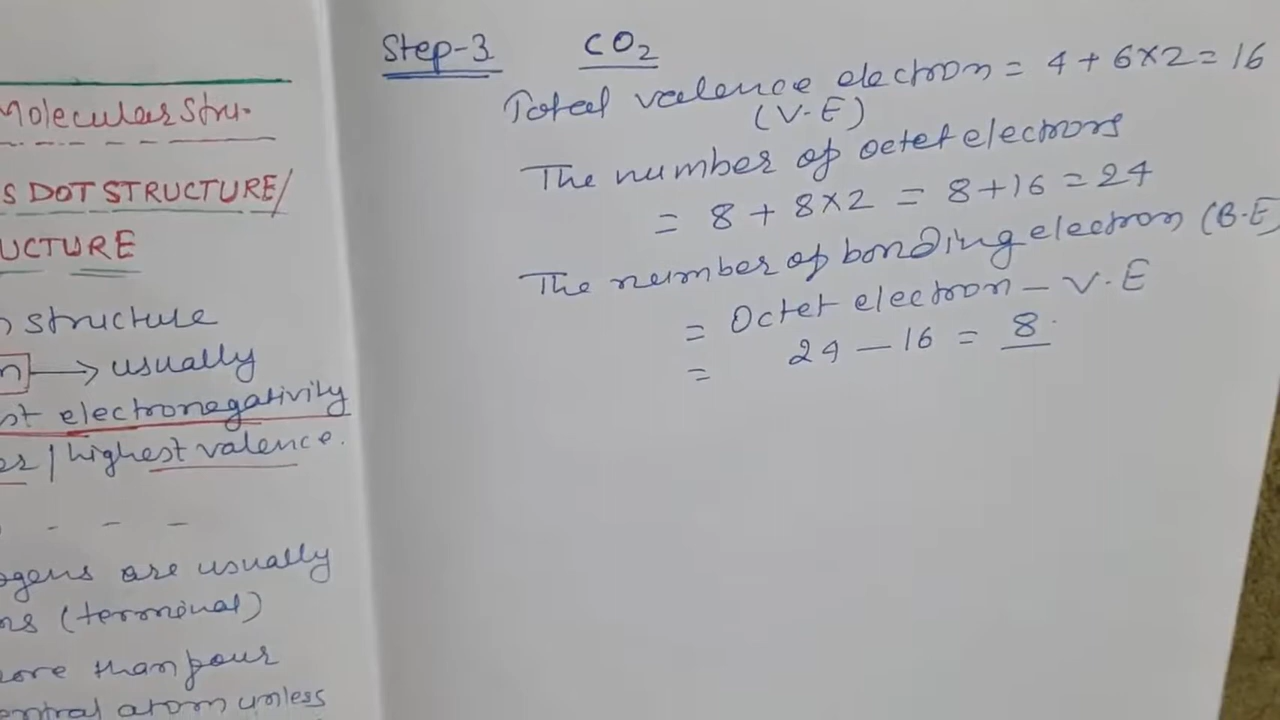 Molecular Stru.
S DOT STRUCTURE/
UCTURE
structure
→ usually
st electronegativity
/ highest valence.
- - -
ogens are usually
ns (terminal)
ore than four
entral atom unless
Step-3 CO2
Total valence electron = 4 + 6×2 = 16
(V.E)
The number of octet electrons
= 8 + 8×2 = 8+16 = 24
The number of bonding electron (B.E)
= Octet electron – V.E
= 24 – 16 = 8